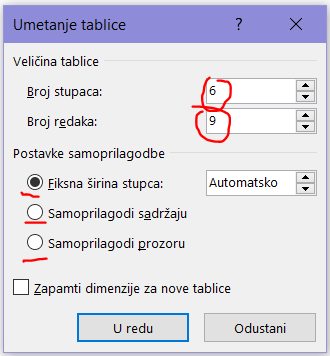 Umetanje tablice
Veličina tablice
Broj stupaca: 6
Broj redaka: 9
Postavke samoprilagodbe
Fiksna širina stupca: Automatsko
Samoprilagodi sadržaju
Samoprilagodi prozoru
Zapamti dimenzije za nove tablice
U redu Odustani